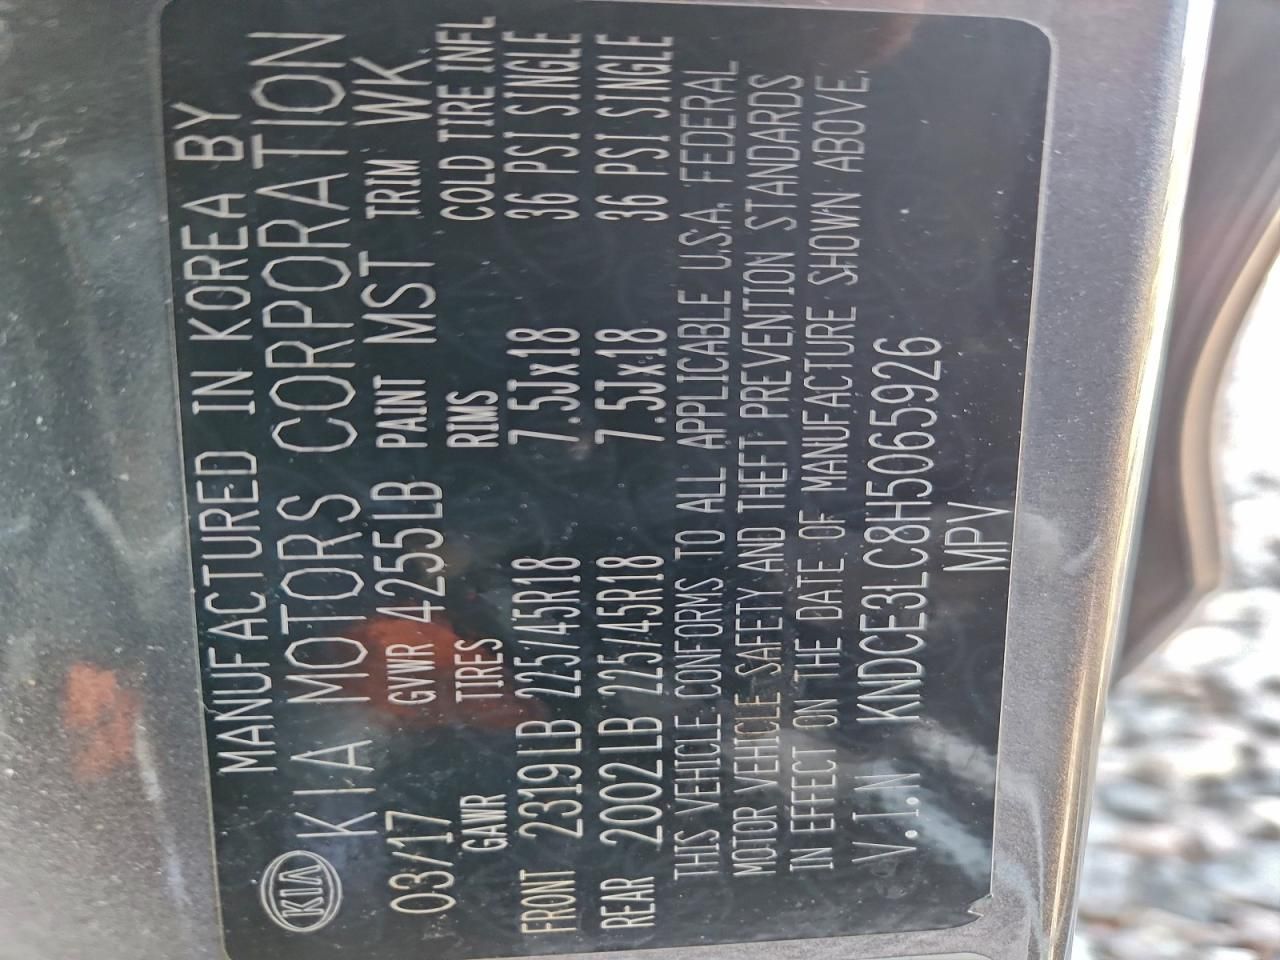 MANUFACTURED IN KOREA BY
KIA KIA MOTORS CORPORATION
03/17 GVWR 4255LB PAINT MST TRIM WK
GAWR TIRES RIMS COLD TIRE INFL
FRONT 2319LB 225/45R18 7.5Jx18 36 PSI SINGLE
REAR 2002LB 225/45R18 7.5Jx18 36 PSI SINGLE
THIS VEHICLE CONFORMS TO ALL APPLICABLE U.S.A. FEDERAL
MOTOR VEHICLE SAFETY AND THEFT PREVENTION STANDARDS
IN EFFECT ON THE DATE OF MANUFACTURE SHOWN ABOVE.
V.I.N KNDCE3LC8H5065926
MPV